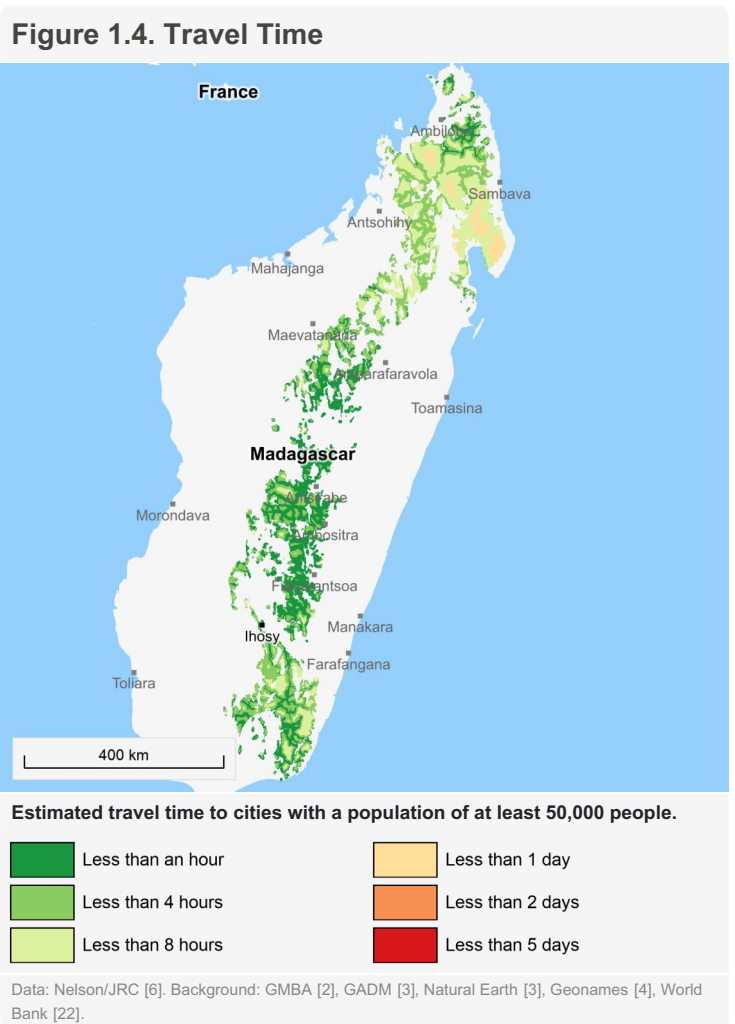 Figure 1.4. Travel Time
France
Ambilobe
Sambava
Antsohihy
Mahajanga
Maevatanana
Amparafaravola
Toamasina
Madagascar
Antsirabe
Morondava
Ambositra
Fianarantsoa
Manakara
Ihosy
Farafangana
Toliara
400 km
Estimated travel time to cities with a population of at least 50,000 people.
Less than an hour
Less than 1 day
Less than 4 hours
Less than 2 days
Less than 8 hours
Less than 5 days
Data: Nelson/JRC [6]. Background: GMBA [2], GADM [3], Natural Earth [3], Geonames [4], World
Bank [22].